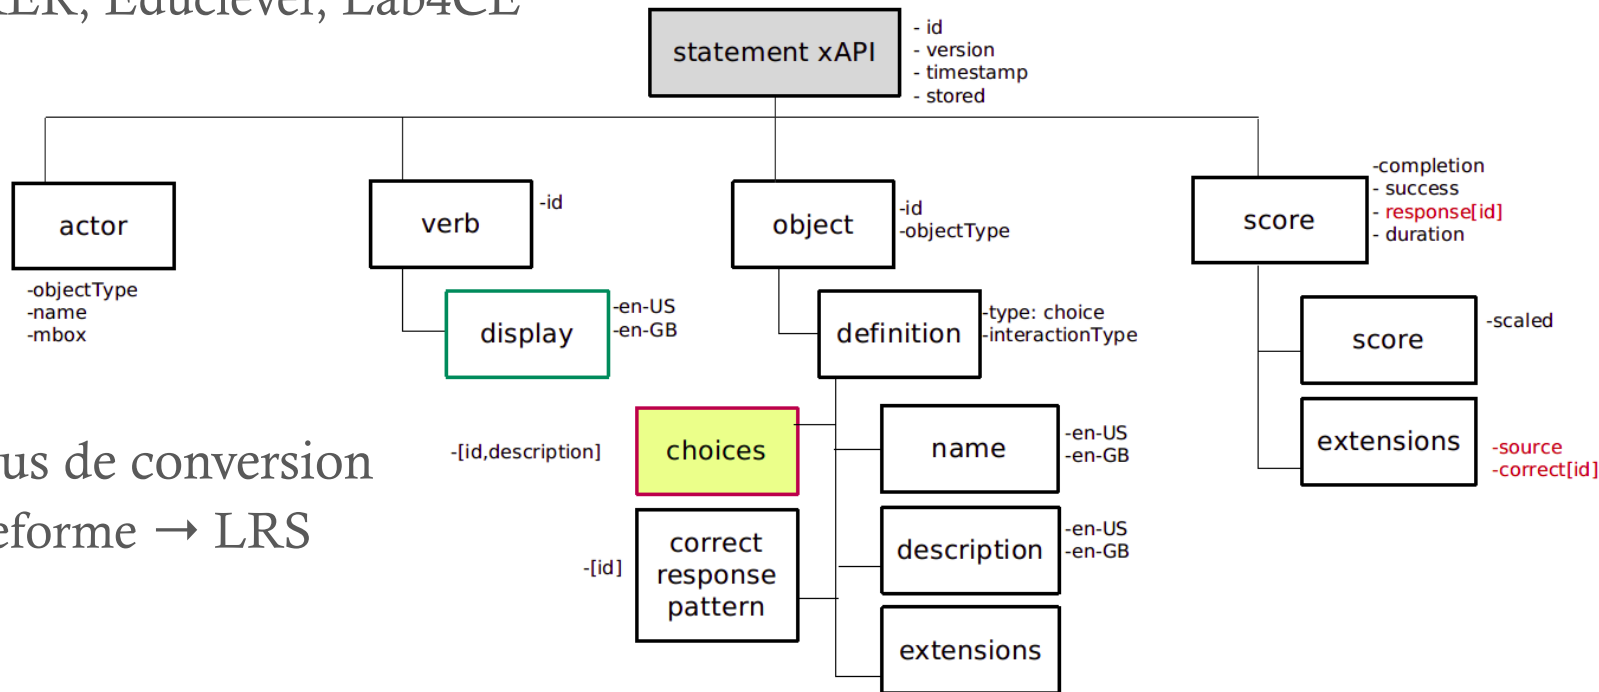 Educlever, Lab4CE
statement xAPI
- id
- version
- timestamp
- stored
actor
-objectType
-name
-mbox
verb
-id
display
-en-US
-en-GB
object
-id
-objectType
definition
-type: choice
-interactionType
choices
-[id,description]
correct
response
pattern
-[id]
name
-en-US
-en-GB
description
-en-US
-en-GB
extensions
score
-completion
- success
- response[id]
- duration
score
-scaled
extensions
-source
-correct[id]
de conversion
→ LRS